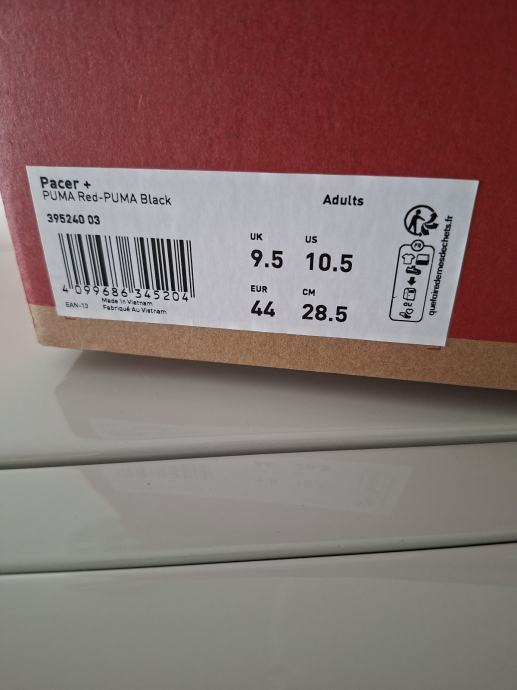 Pacer +
PUMA Red-PUMA Black
Adults
395240 03
UK
9.5
US
10.5
EUR
44
CM
28.5
4 099686 345204
EAN-13
Made in Vietnam
Fabriqué Au Vietnam
FR
quefairedemesdechets.fr